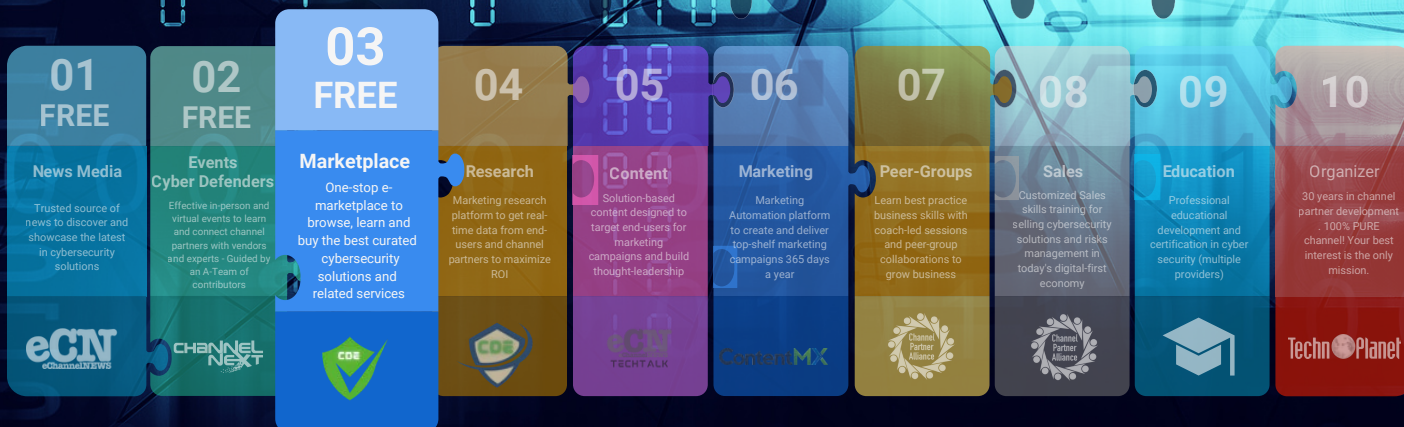 01
FREE
News Media
Trusted source of
news to discover and
showcase the latest
in cybersecurity
solutions
eCN
eChannelNEWS
02
FREE
Events
Cyber Defenders
Effective in-person and
virtual events to learn
and connect channel
partners with vendors
and experts - Guided by
an A-Team of
contributors
CHANNEL
NEXT
03
FREE
Marketplace
One-stop e-
marketplace to
browse, learn and
buy the best curated
cybersecurity
solutions and
related services
CDE
04
Research
Marketing research
platform to get real-
time data from end-
users and channel
partners to maximize
ROI
CDE
05
Content
Solution-based
content designed to
target end-users for
marketing
campaigns and build
thought-leadership
eCN
TECHTALK
06
Marketing
Marketing
Automation platform
to create and deliver
top-shelf marketing
campaigns 365 days
a year
ContentMX
07
Peer-Groups
Learn best practice
business skills with
coach-led sessions
and peer-group
collaborations to
grow business
Channel
Partner
Alliance
08
Sales
Customized Sales
skills training for
selling cybersecurity
solutions and risks
management in
today's digital-first
economy
Channel
Partner
Alliance
09
Education
Professional
educational
development and
certification in cyber
security (multiple
providers)
10
Organizer
30 years in channel
partner development
. 100% PURE
channel! Your best
interest is the only
mission.
TechnoPlanet